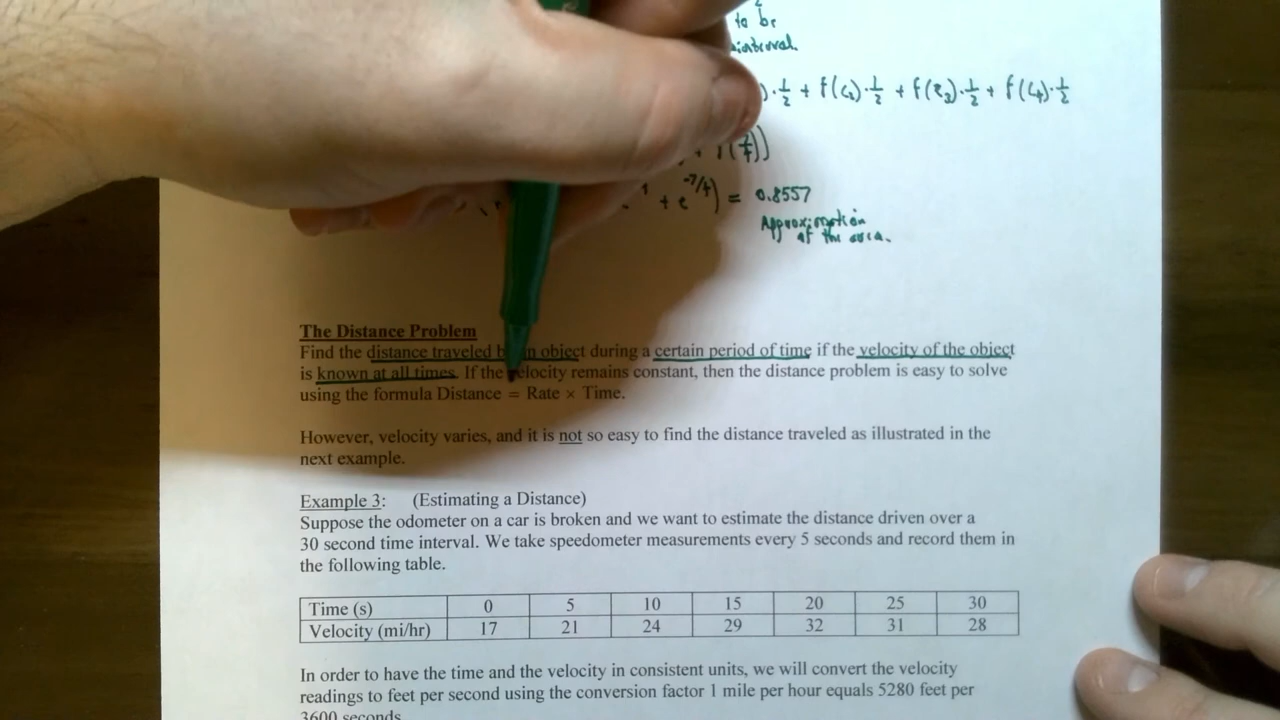 to be
· 1/2 + f(c₂)· 1/2 + f(c₃)· 1/2 + f(c₄)· 1/2
+ e^-7/4) = 0.8557
Approximation
of the area.
The Distance Problem
Find the distance traveled by an object during a certain period of time if the velocity of the object
is known at all times. If the velocity remains constant, then the distance problem is easy to solve
using the formula Distance = Rate × Time.
However, velocity varies, and it is not so easy to find the distance traveled as illustrated in the
next example.
Example 3: (Estimating a Distance)
Suppose the odometer on a car is broken and we want to estimate the distance driven over a
30 second time interval. We take speedometer measurements every 5 seconds and record them in
the following table.
Time (s) 0 5 10 15 20 25 30
Velocity (mi/hr) 17 21 24 29 32 31 28
In order to have the time and the velocity in consistent units, we will convert the velocity
readings to feet per second using the conversion factor 1 mile per hour equals 5280 feet per
3600 seconds